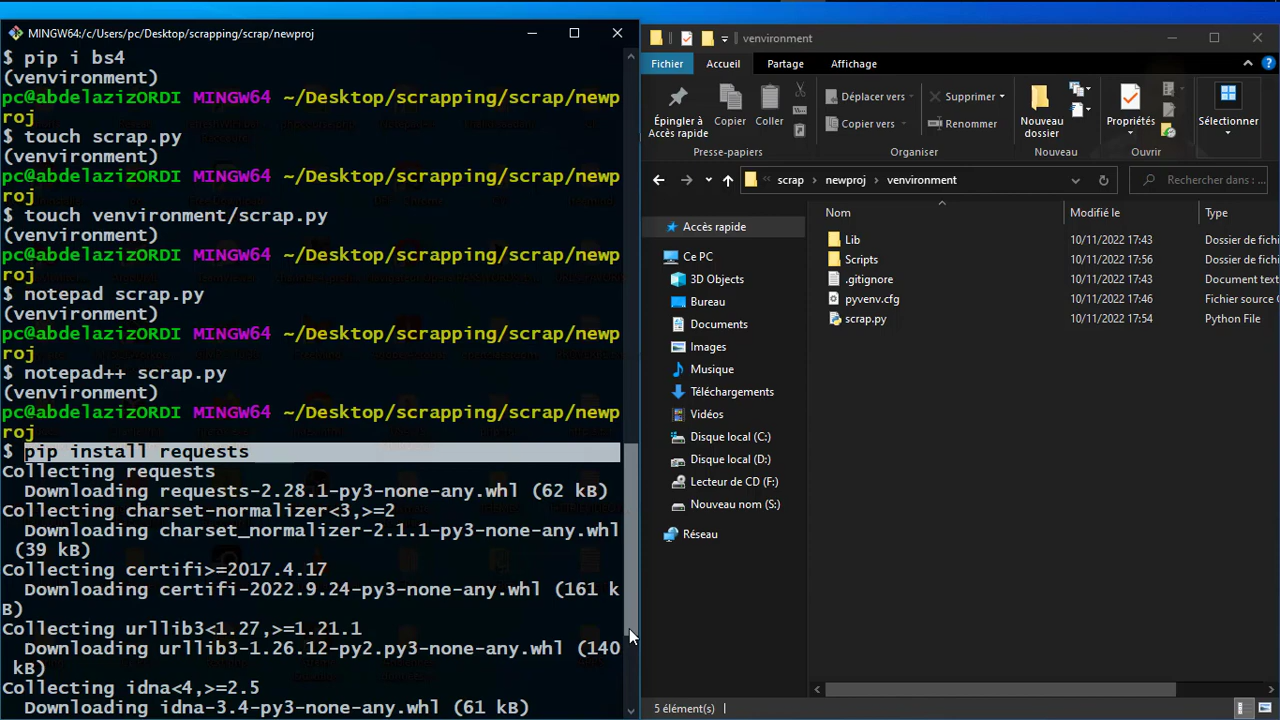 MINGW64:/c/Users/pc/Desktop/scrapping/scrap/newproj
$ pip i bs4
(venvironment)
pc@abdelazizORDI MINGW64 ~/Desktop/scrapping/scrap/newp
roj
$ touch scrap.py
(venvironment)
pc@abdelazizORDI MINGW64 ~/Desktop/scrapping/scrap/newp
roj
$ touch venvironment/scrap.py
(venvironment)
pc@abdelazizORDI MINGW64 ~/Desktop/scrapping/scrap/newp
roj
$ notepad scrap.py
(venvironment)
pc@abdelazizORDI MINGW64 ~/Desktop/scrapping/scrap/newp
roj
$ notepad++ scrap.py
(venvironment)
pc@abdelazizORDI MINGW64 ~/Desktop/scrapping/scrap/newp
roj
$ pip install requests
Collecting requests
Downloading requests-2.28.1-py3-none-any.whl (62 kB)
Collecting charset-normalizer<3,>=2
Downloading charset_normalizer-2.1.1-py3-none-any.whl
(39 kB)
Collecting certifi>=2017.4.17
Downloading certifi-2022.9.24-py3-none-any.whl (161 k
B)
Collecting urllib3<1.27,>=1.21.1
Downloading urllib3-1.26.12-py2.py3-none-any.whl (140
kB)
Collecting idna<4,>=2.5
Downloading idna-3.4-py3-none-any.whl (61 kB)
venvironment
Fichier Accueil Partage Affichage
Épingler à
Accès rapide
Copier
Coller
Presse-papiers
Déplacer vers
Copier vers
Supprimer
Renommer
Organiser
Nouveau
dossier
Nouveau
Propriétés
Ouvrir
Sélectionner
scrap newproj venvironment
Rechercher dans : ...
Accès rapide
Ce PC
3D Objects
Bureau
Documents
Images
Musique
Téléchargements
Vidéos
Disque local (C:)
Disque local (D:)
Lecteur de CD (F:)
Nouveau nom (S:)
Réseau
Nom Modifié le Type
Lib 10/11/2022 17:43 Dossier de fichi
Scripts 10/11/2022 17:56 Dossier de fichi
.gitignore 10/11/2022 17:43 Document text
pyvenv.cfg 10/11/2022 17:46 Fichier source (
scrap.py 10/11/2022 17:54 Python File
5 élément(s)